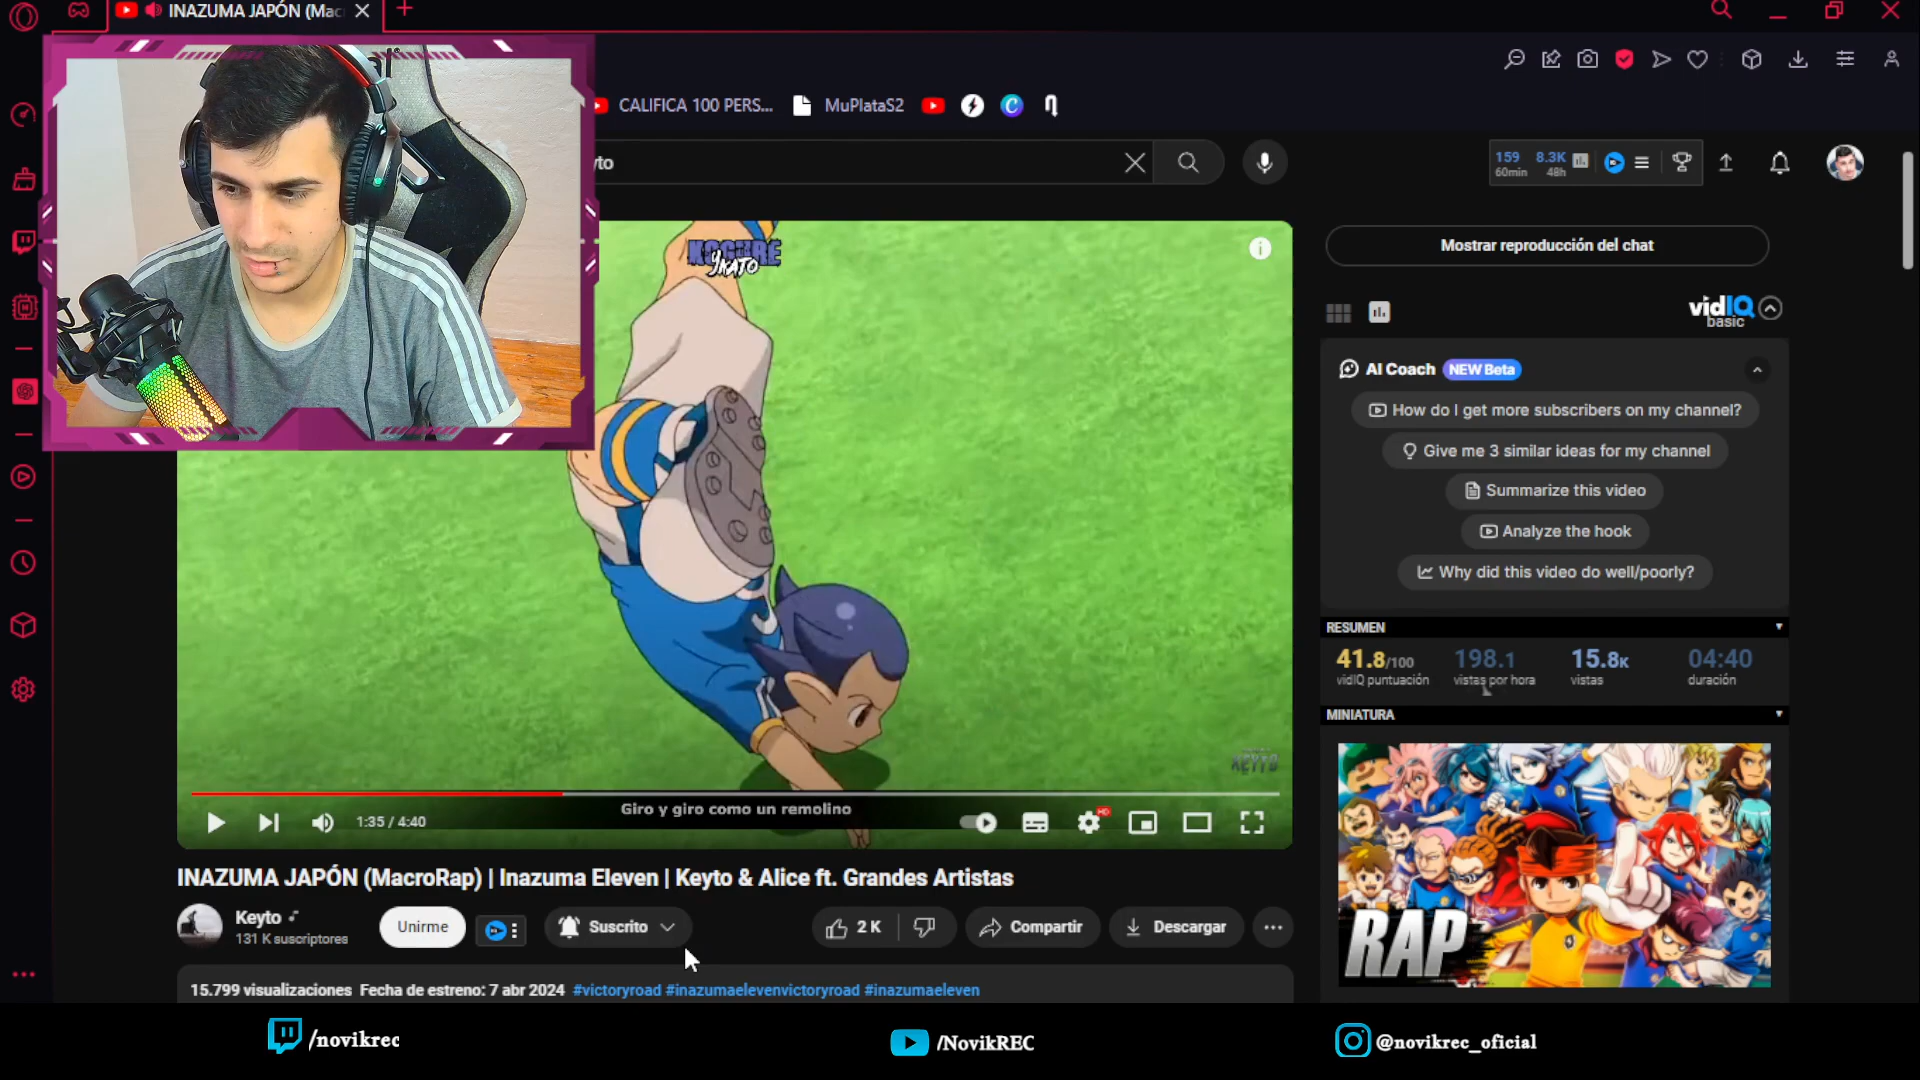 INAZUMA JAPÓN (Mac
CALIFICA 100 PERS...
MuPlataS2
yto
159
60min
8.3K
48h
KODURE
YKATO
Mostrar reproducción del chat
vidIQ
basic
AI Coach NEW Beta
How do I get more subscribers on my channel?
Give me 3 similar ideas for my channel
Summarize this video
Analyze the hook
Why did this video do well/poorly?
RESUMEN
41.8/100
vidIQ puntuación
198.1
vistas por hora
15.8K
vistas
04:40
duración
MINIATURA
RAP
KEYTO
Giro y giro como un remolino
1:35 / 4:40
HD
INAZUMA JAPÓN (MacroRap) | Inazuma Eleven | Keyto & Alice ft. Grandes Artistas
Keyto
131 K suscriptores
Unirme
Suscrito
2 K
Compartir
Descargar
15.799 visualizaciones Fecha de estreno: 7 abr 2024 #victoryroad #inazumaelevenvictoryroad #inazumaeleven
/novikrec
/NovikREC
@novikrec_oficial